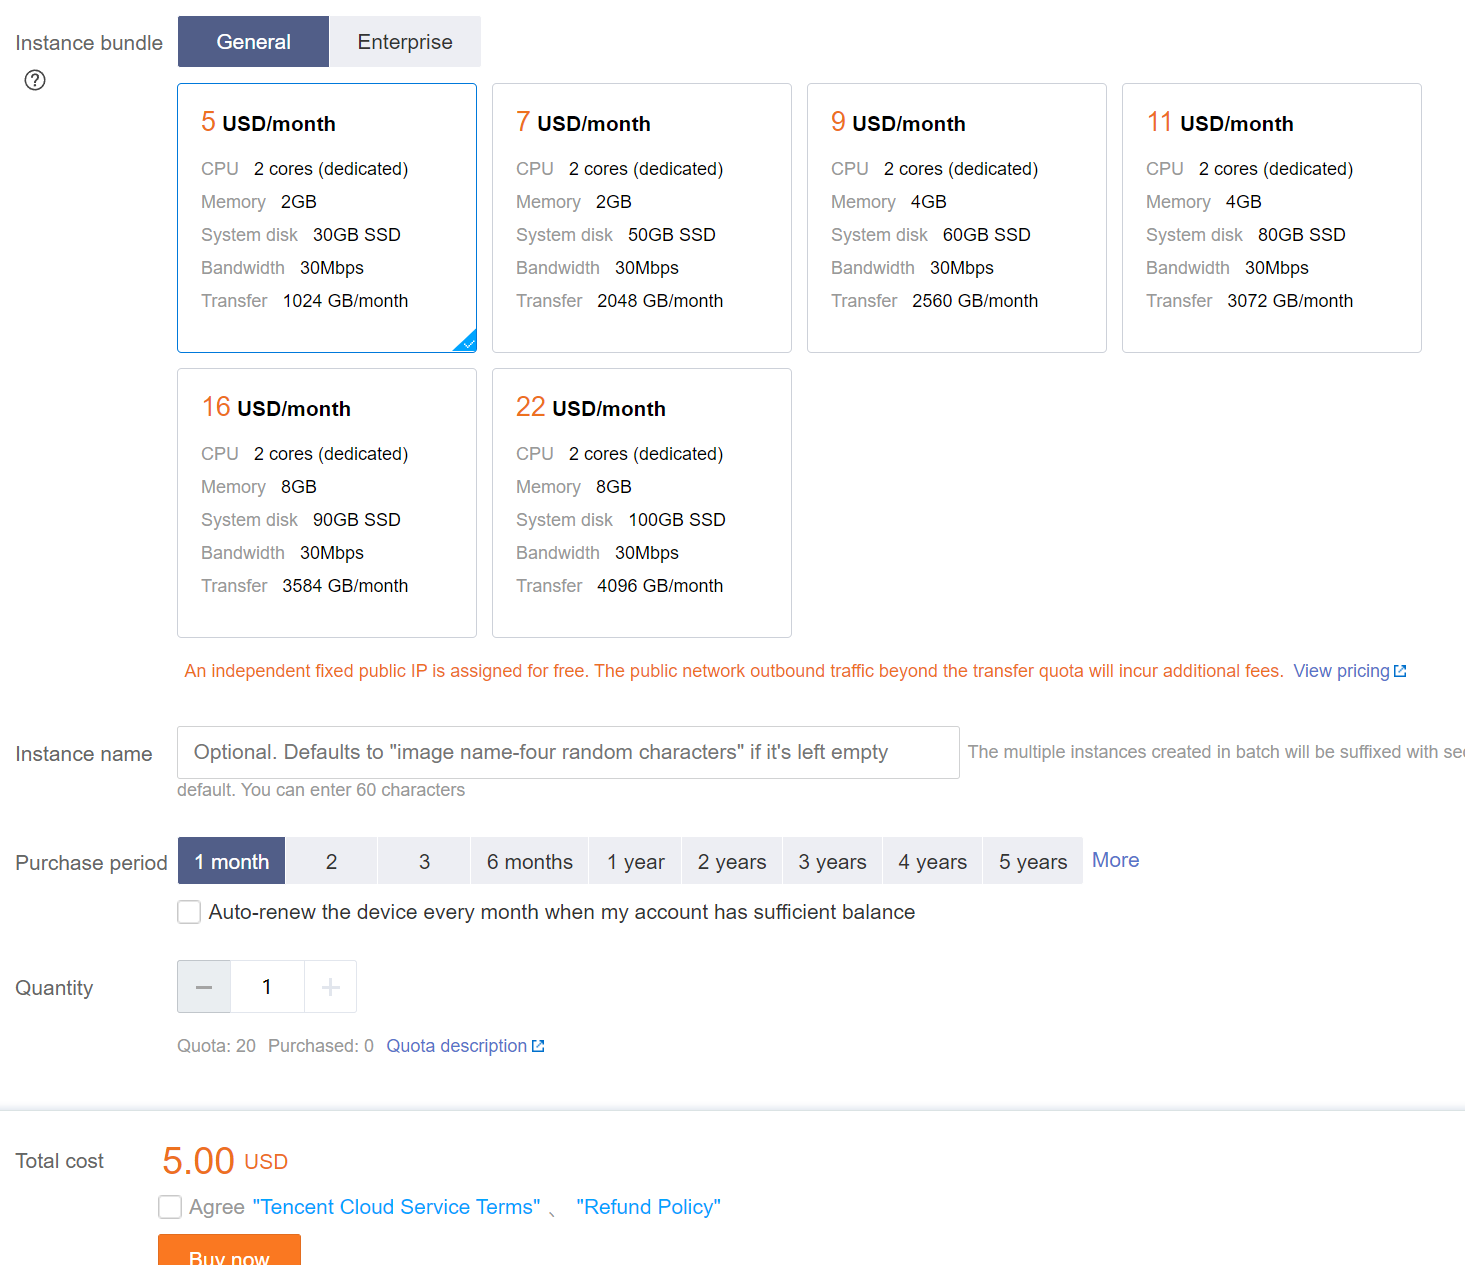 Instance bundle
General Enterprise
5 USD/month
CPU 2 cores (dedicated)
Memory 2GB
System disk 30GB SSD
Bandwidth 30Mbps
Transfer 1024 GB/month
7 USD/month
CPU 2 cores (dedicated)
Memory 2GB
System disk 50GB SSD
Bandwidth 30Mbps
Transfer 2048 GB/month
9 USD/month
CPU 2 cores (dedicated)
Memory 4GB
System disk 60GB SSD
Bandwidth 30Mbps
Transfer 2560 GB/month
11 USD/month
CPU 2 cores (dedicated)
Memory 4GB
System disk 80GB SSD
Bandwidth 30Mbps
Transfer 3072 GB/month
16 USD/month
CPU 2 cores (dedicated)
Memory 8GB
System disk 90GB SSD
Bandwidth 30Mbps
Transfer 3584 GB/month
22 USD/month
CPU 2 cores (dedicated)
Memory 8GB
System disk 100GB SSD
Bandwidth 30Mbps
Transfer 4096 GB/month
An independent fixed public IP is assigned for free. The public network outbound traffic beyond the transfer quota will incur additional fees. View pricing
Instance name
Optional. Defaults to "image name-four random characters" if it's left empty
The multiple instances created in batch will be suffixed with
default. You can enter 60 characters
Purchase period
1 month 2 3 6 months 1 year 2 years 3 years 4 years 5 years More
Auto-renew the device every month when my account has sufficient balance
Quantity
− 1 +
Quota: 20 Purchased: 0 Quota description
Total cost
5.00 USD
Agree "Tencent Cloud Service Terms" 、 "Refund Policy"
Buy now